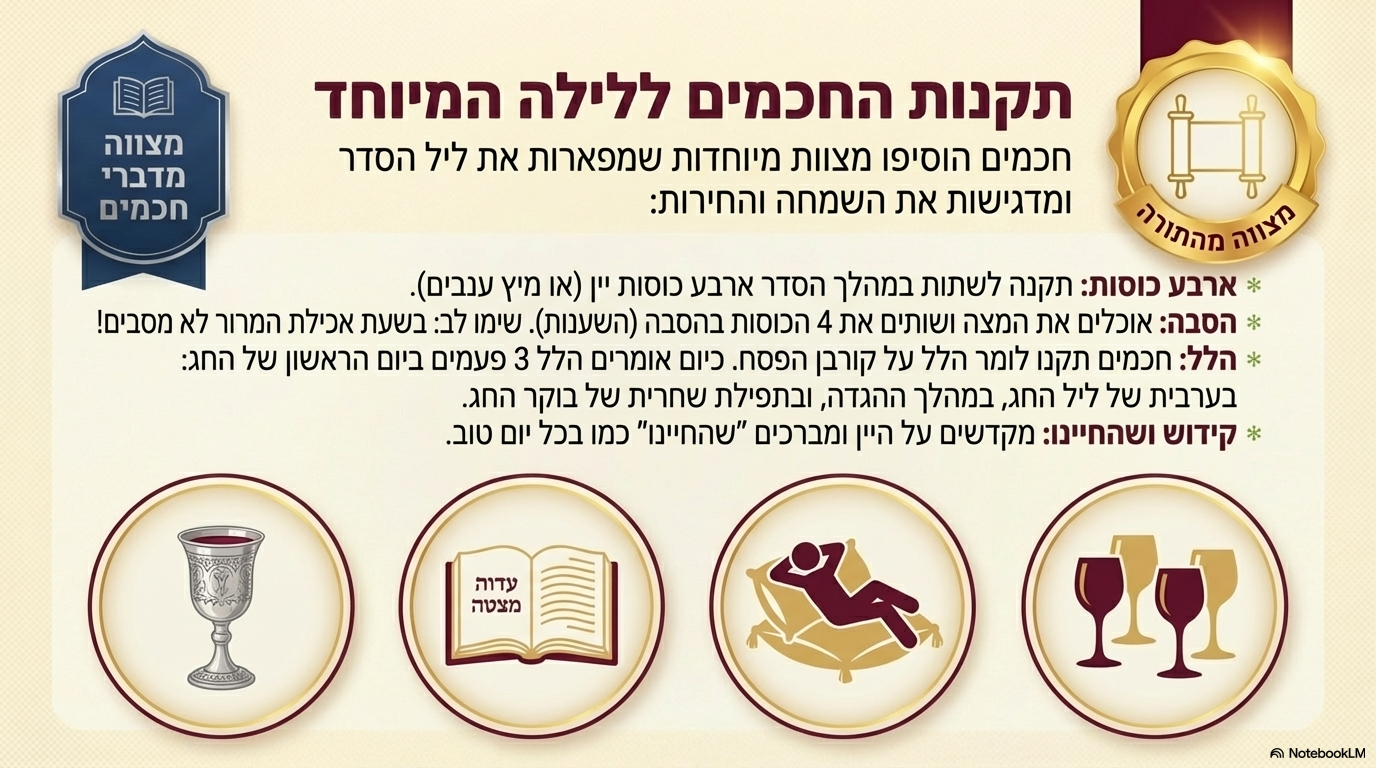 תקנות החכמים ללילה המיוחד
חכמים הוסיפו מצוות מיוחדות שמפארות את ליל הסדר
ומדגישות את השמחה והחירות:
מצווה מהתורה
מצווה
מדברי
חכמים
* ארבע כוסות: תקנה לשתות במהלך הסדר ארבע כוסות יין (או מיץ ענבים).
* הסבה: אוכלים את המצה ושותים את 4 הכוסות בהסבה (השענות). שימו לב: בשעת אכילת המרור לא מסבים!
* הלל: חכמים תקנו לומר הלל על קורבן הפסח. כיום אומרים הלל 3 פעמים ביום הראשון של החג:
בערבית של ליל החג, במהלך ההגדה, ובתפילת שחרית של בוקר החג.
* קידוש ושהחיינו: מקדשים על היין ומברכים "שהחיינו" כמו בכל יום טוב.
עדוה
מצטה
NotebookLM